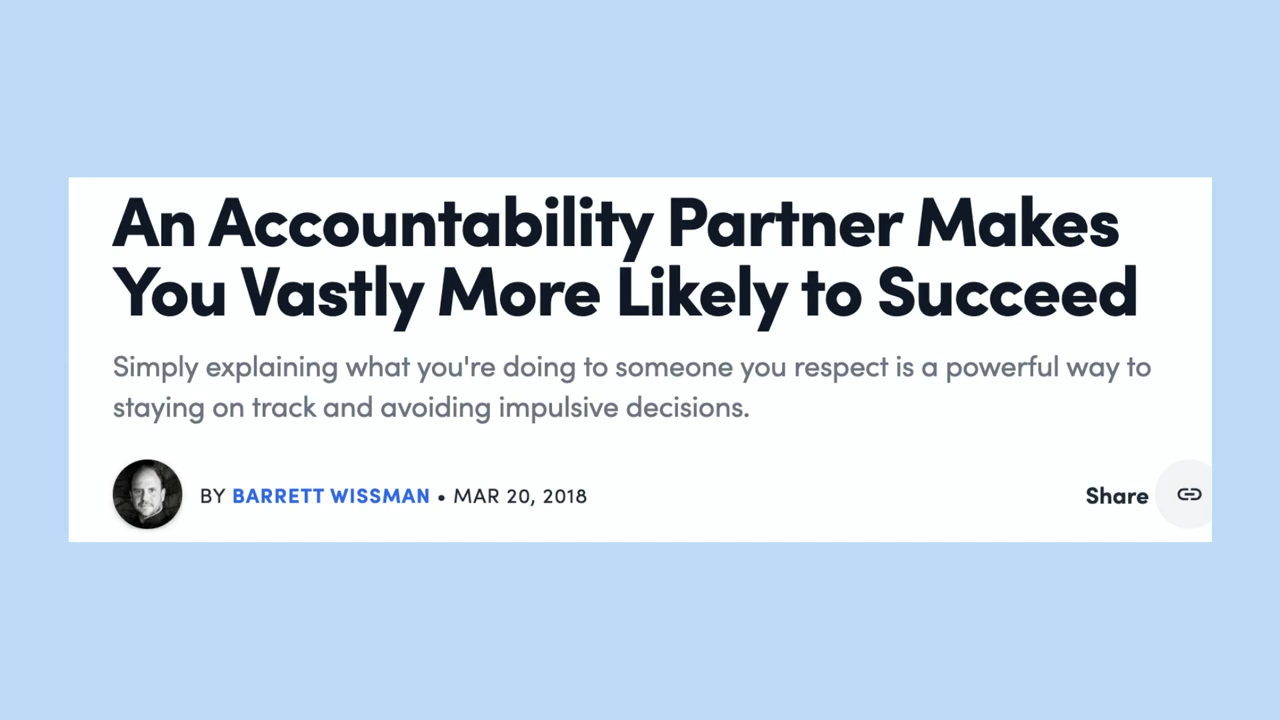 An Accountability Partner Makes
You Vastly More Likely to Succeed
Simply explaining what you're doing to someone you respect is a powerful way to
staying on track and avoiding impulsive decisions.
BY BARRETT WISSMAN • MAR 20, 2018
Share